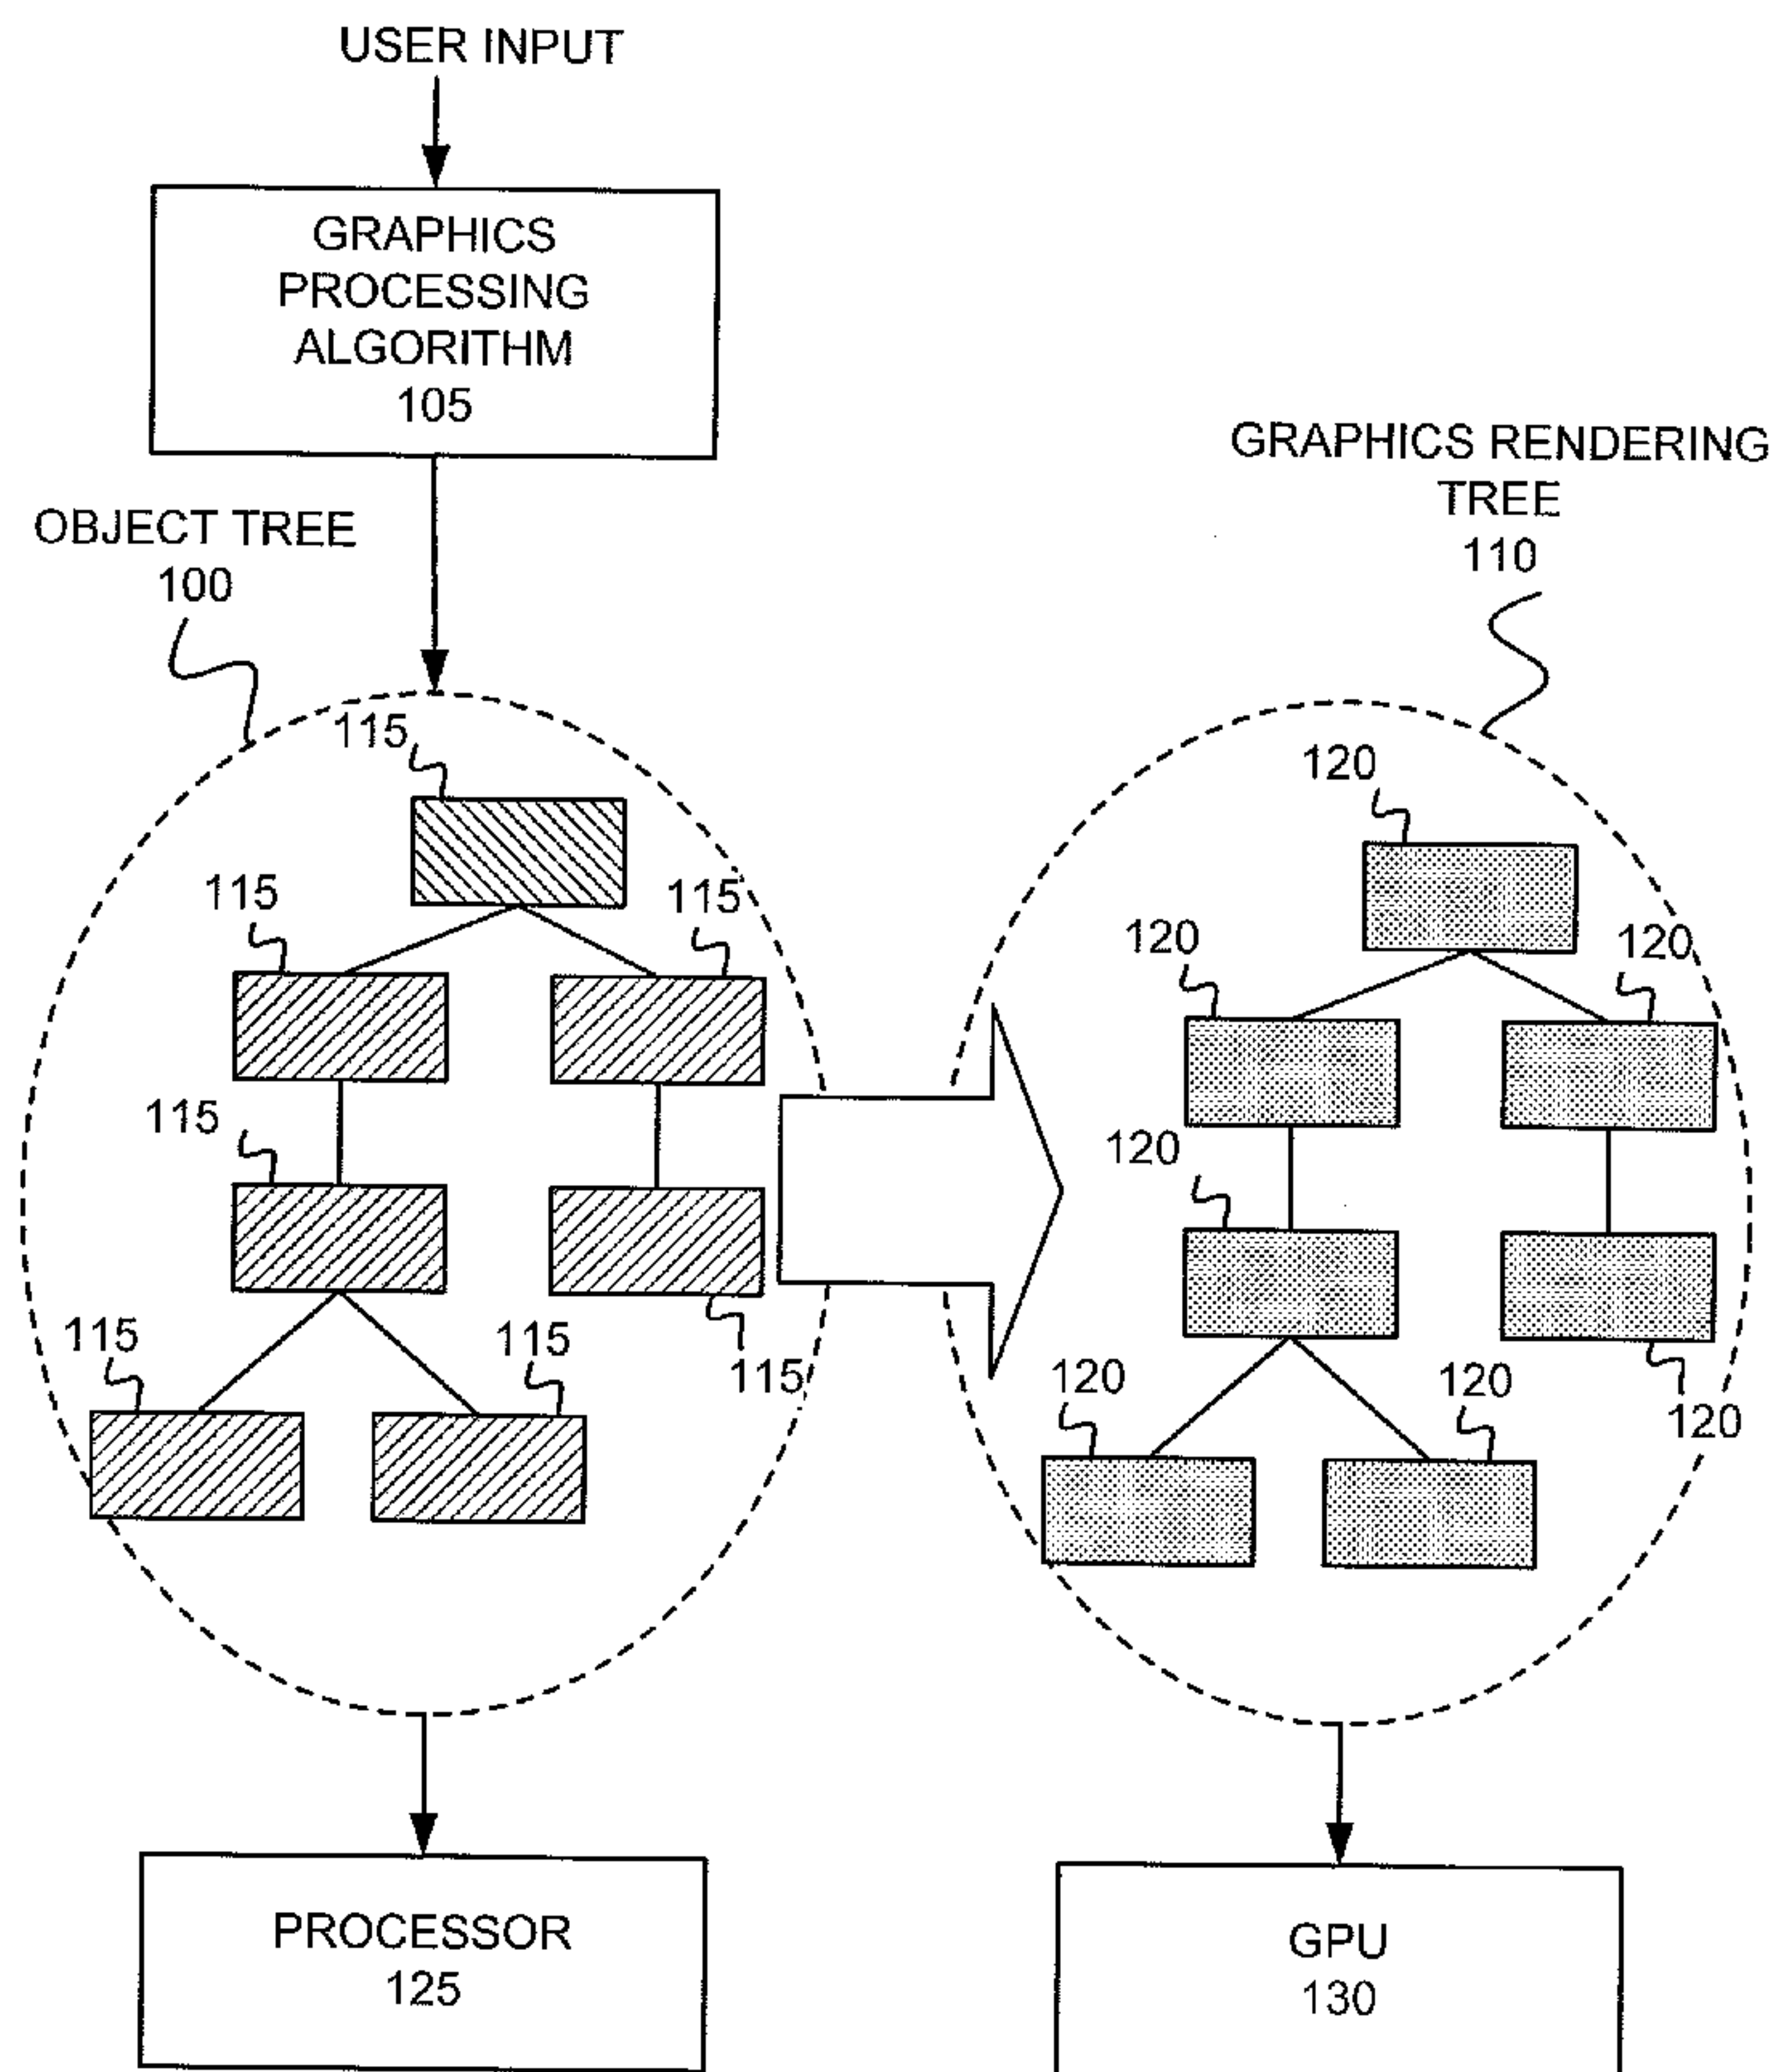 USER INPUT
GRAPHICS
PROCESSING
ALGORITHM
105
GRAPHICS RENDERING
TREE
110
OBJECT TREE
100
115
115
115
115
115
115
115
120
120
120
120
120
120
120
PROCESSOR
125
GPU
130